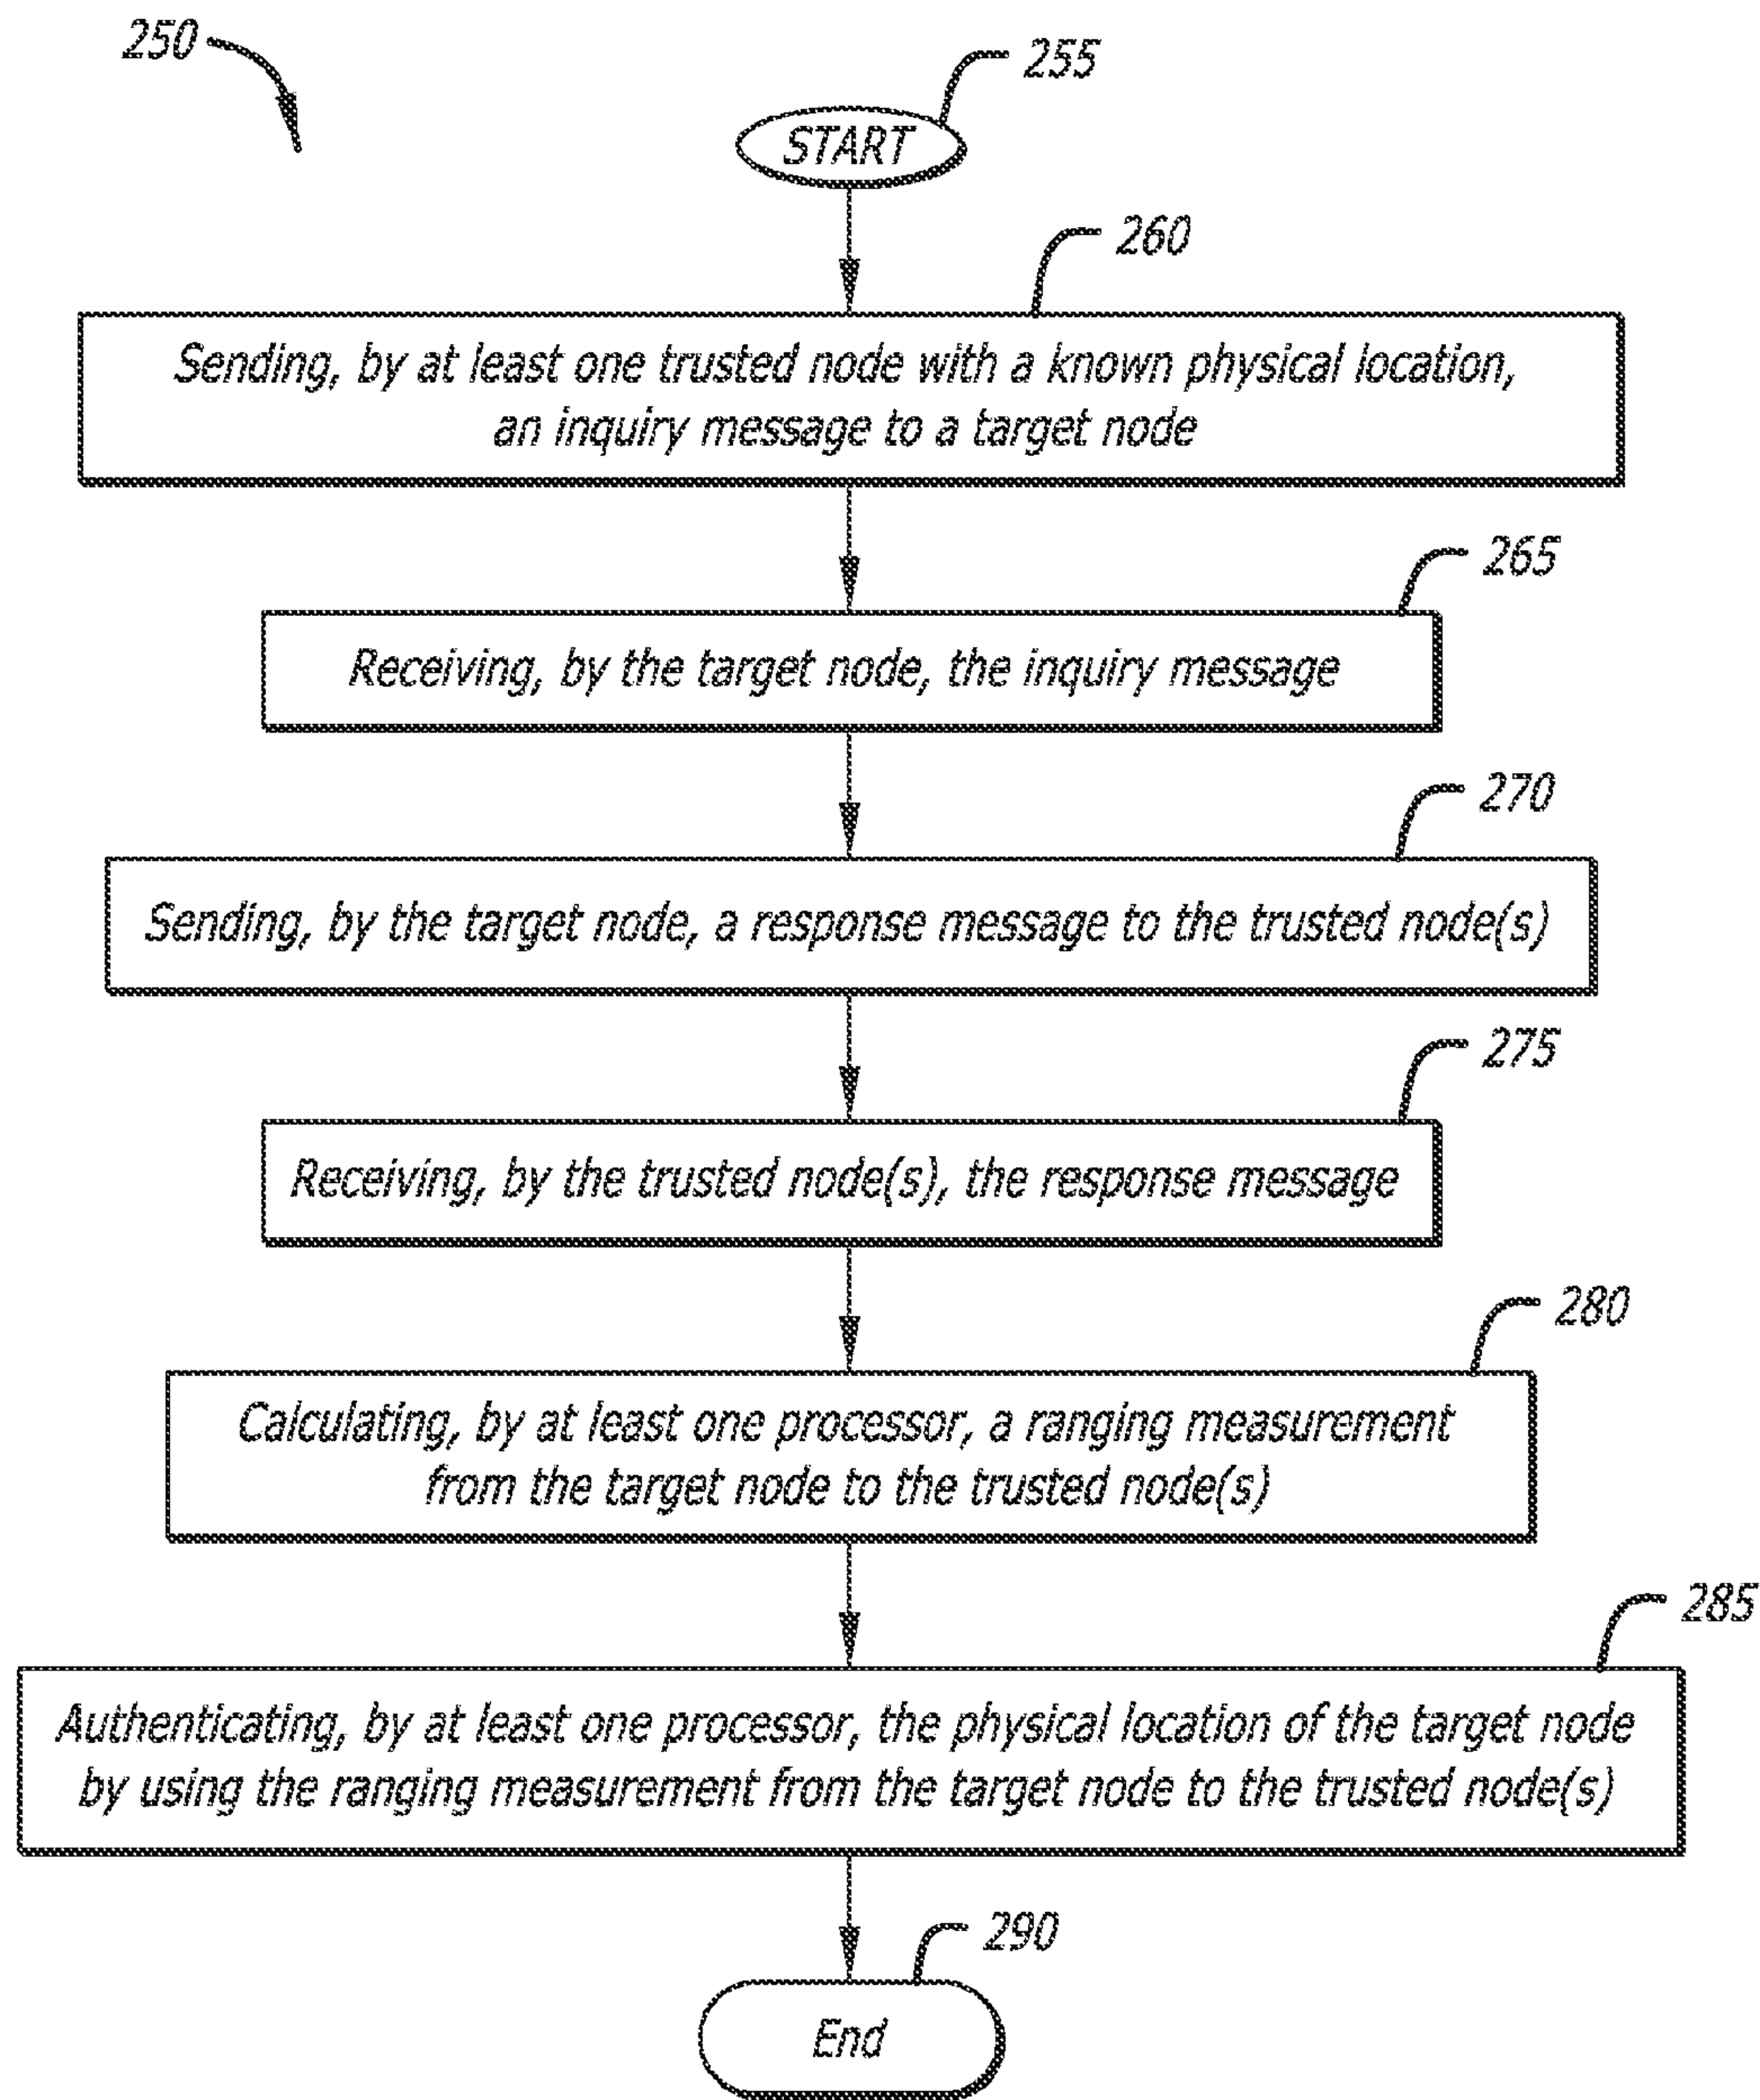 250
255
START
260
Sending, by at least one trusted node with a known physical location,
an inquiry message to a target node
265
Receiving, by the target node, the inquiry message
270
Sending, by the target node, a response message to the trusted node(s)
275
Receiving, by the trusted node(s), the response message
280
Calculating, by at least one processor, a ranging measurement
from the target node to the trusted node(s)
285
Authenticating, by at least one processor, the physical location of the target node
by using the ranging measurement from the target node to the trusted node(s)
290
End